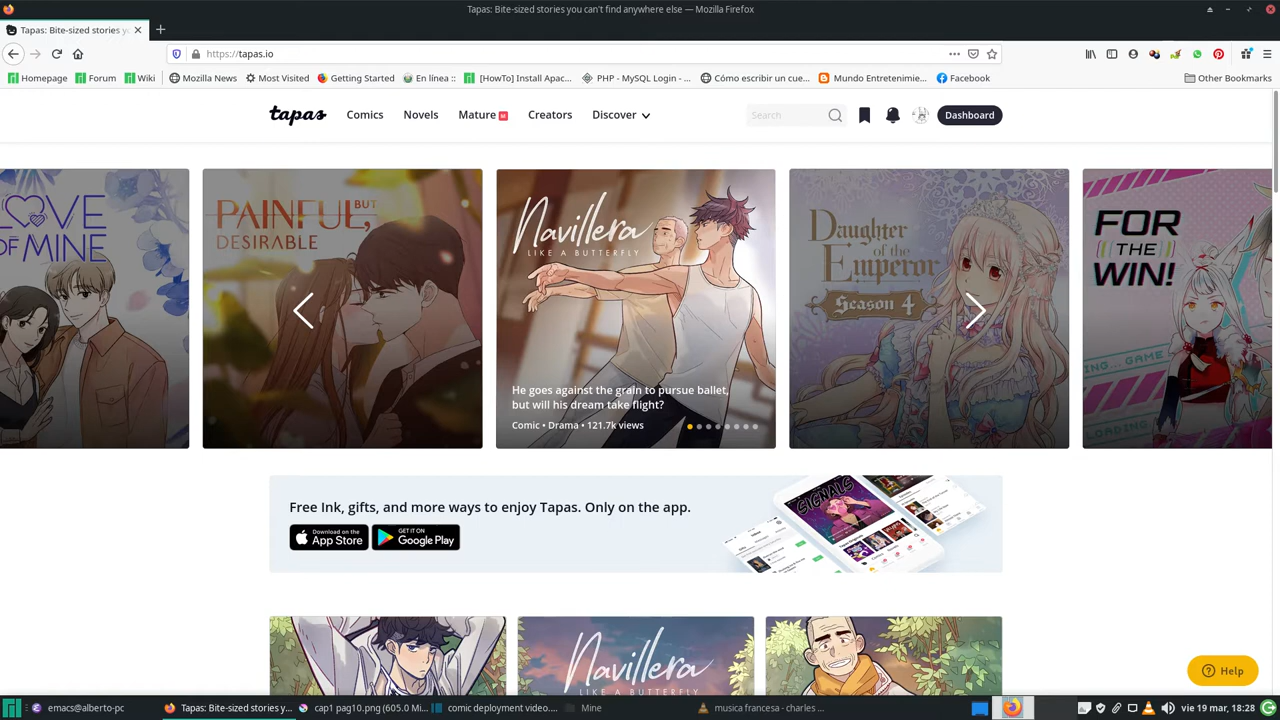 Tapas: Bite-sized stories you can't find anywhere else — Mozilla Firefox
Tapas: Bite-sized stories y
https://tapas.io
Homepage Forum Wiki Mozilla News Most Visited Getting Started En línea :: [HowTo] Install Apac... PHP - MySQL Login - ... Cómo escribir un cue... Mundo Entretenimie... Facebook Other Bookmarks
tapas Comics Novels Mature M Creators Discover Search Dashboard
LOVE
OF MINE
PAINFUL, BUT
DESIRABLE
Navillera
LIKE A BUTTERFLY
He goes against the grain to pursue ballet,
but will his dream take flight?
Comic • Drama • 121.7k views
Daughter
of the
Emperor
Season 4
FOR
THE
WIN!
ING... GAME
LOADING
Free Ink, gifts, and more ways to enjoy Tapas. Only on the app.
Download on the
App Store
GET IT ON
Google Play
SIGNALS
Navillera
LIKE A BUTTERFLY
Help
emacs@alberto-pc Tapas: Bite-sized stories y... cap1 pag10.png (605.0 Mi... comic deployment video.... Mine musica francesa - charles ... vie 19 mar, 18:28